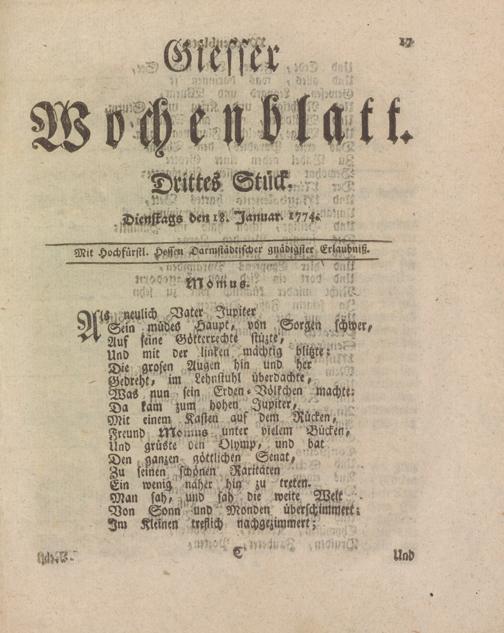 17
Giesser
Wochenblatt.
Drittes Stück.
Dienstags den 18. Januar. 1774.
Mit Hochfürstl. Hessen Darmstädtischer gnädigster Erlaubniß.
Momus.
Als neulich Vater Jupiter
Sein müdes Haupt, von Sorgen schwer,
Auf seine Götterrechte stüzte,
Und mit der linken mächtig blizte;
Die grosen Augen hin und her
Gedreht, im Lehnstuhl überdachte,
Was nun sein Erden-Völkchen machte:
Da kam zum hohen Jupiter,
Mit einem Kasten auf dem Rücken,
Freund Momus unter vielem Bücken,
Und grüste den Olymp, und bat
Den ganzen göttlichen Senat,
Zu seinen schönen Raritäten
Ein wenig näher hin zu treten.
Man sah, und sah die weite Welt
Von Sonn und Monden überschimmert;
Im Kleinen treflich nachgezimmert;
C
Und